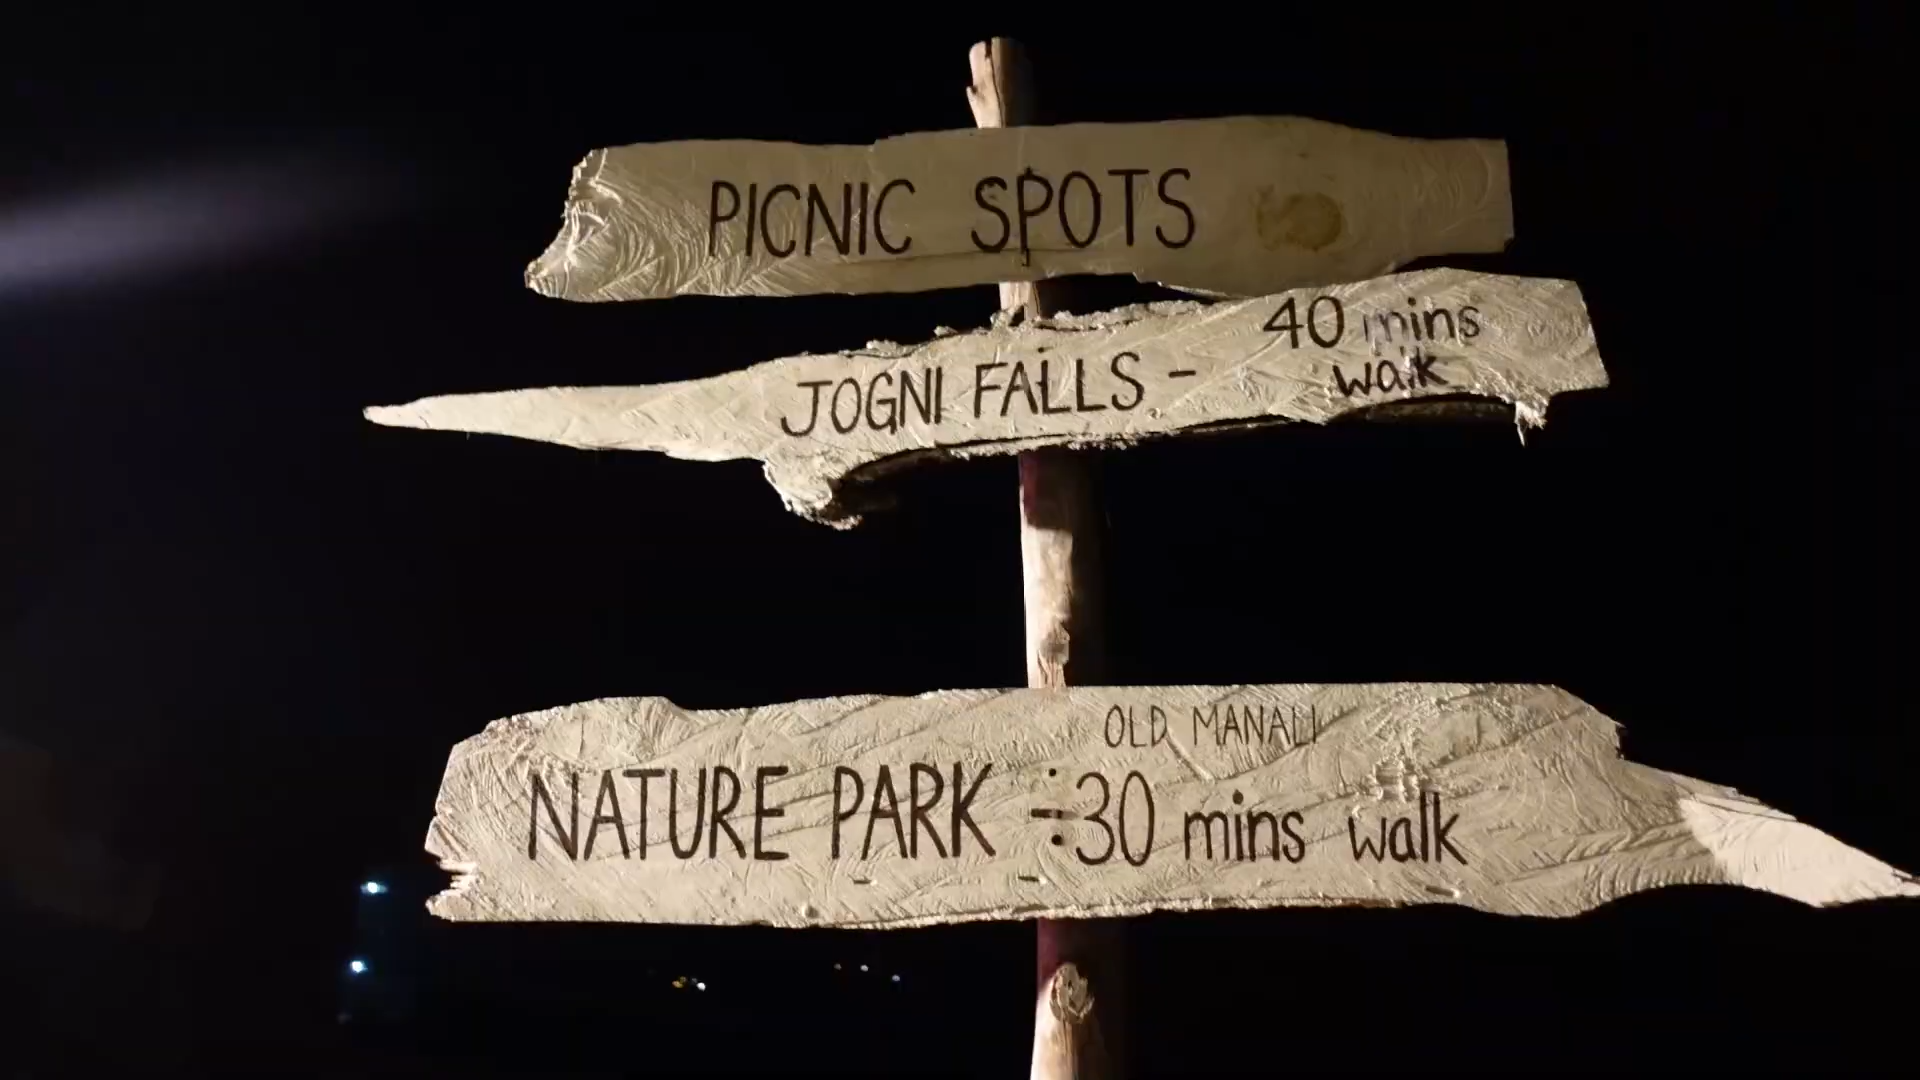 PICNIC SPOTS
JOGNI FALLS - 40 mins
walk
OLD MANALI
NATURE PARK ÷ 30 mins walk